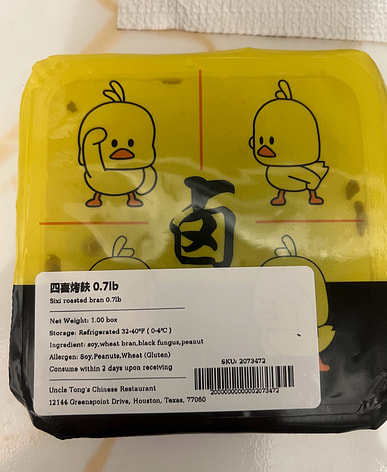 卤
四喜烤麸 0.7lb
Sixi roasted bran 0.7lb
Net Weight: 1.00 box
Storage: Refrigerated 32-40°F ( 0-4°C )
Ingredient: soy,wheat bran,black fungus,peanut
Allergen: Soy,Peanuts,Wheat (Gluten)
Consume within 2 days upon receiving
SKU: 2073472
20000000000002073472
Uncle Tong's Chinese Restaurant
12144 Greenspoint Drive, Houston, Texas, 77060